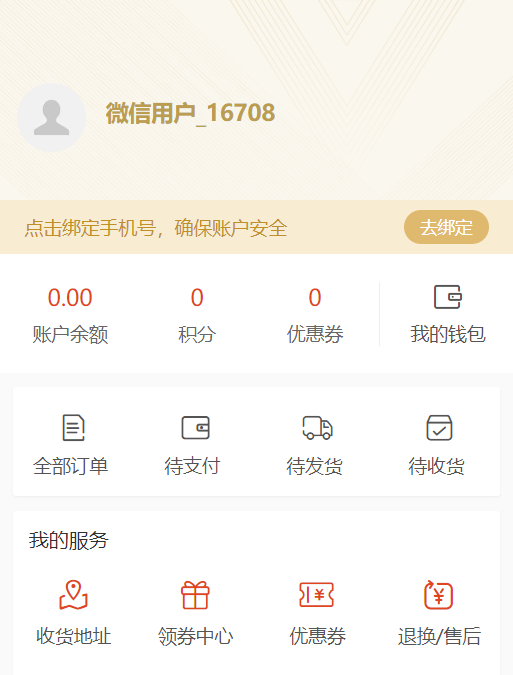 微信用户_16708
点击绑定手机号，确保账户安全 去绑定
0.00 0 0
账户余额 积分 优惠券 我的钱包
全部订单 待支付 待发货 待收货
我的服务
收货地址 领券中心 优惠券 退换/售后